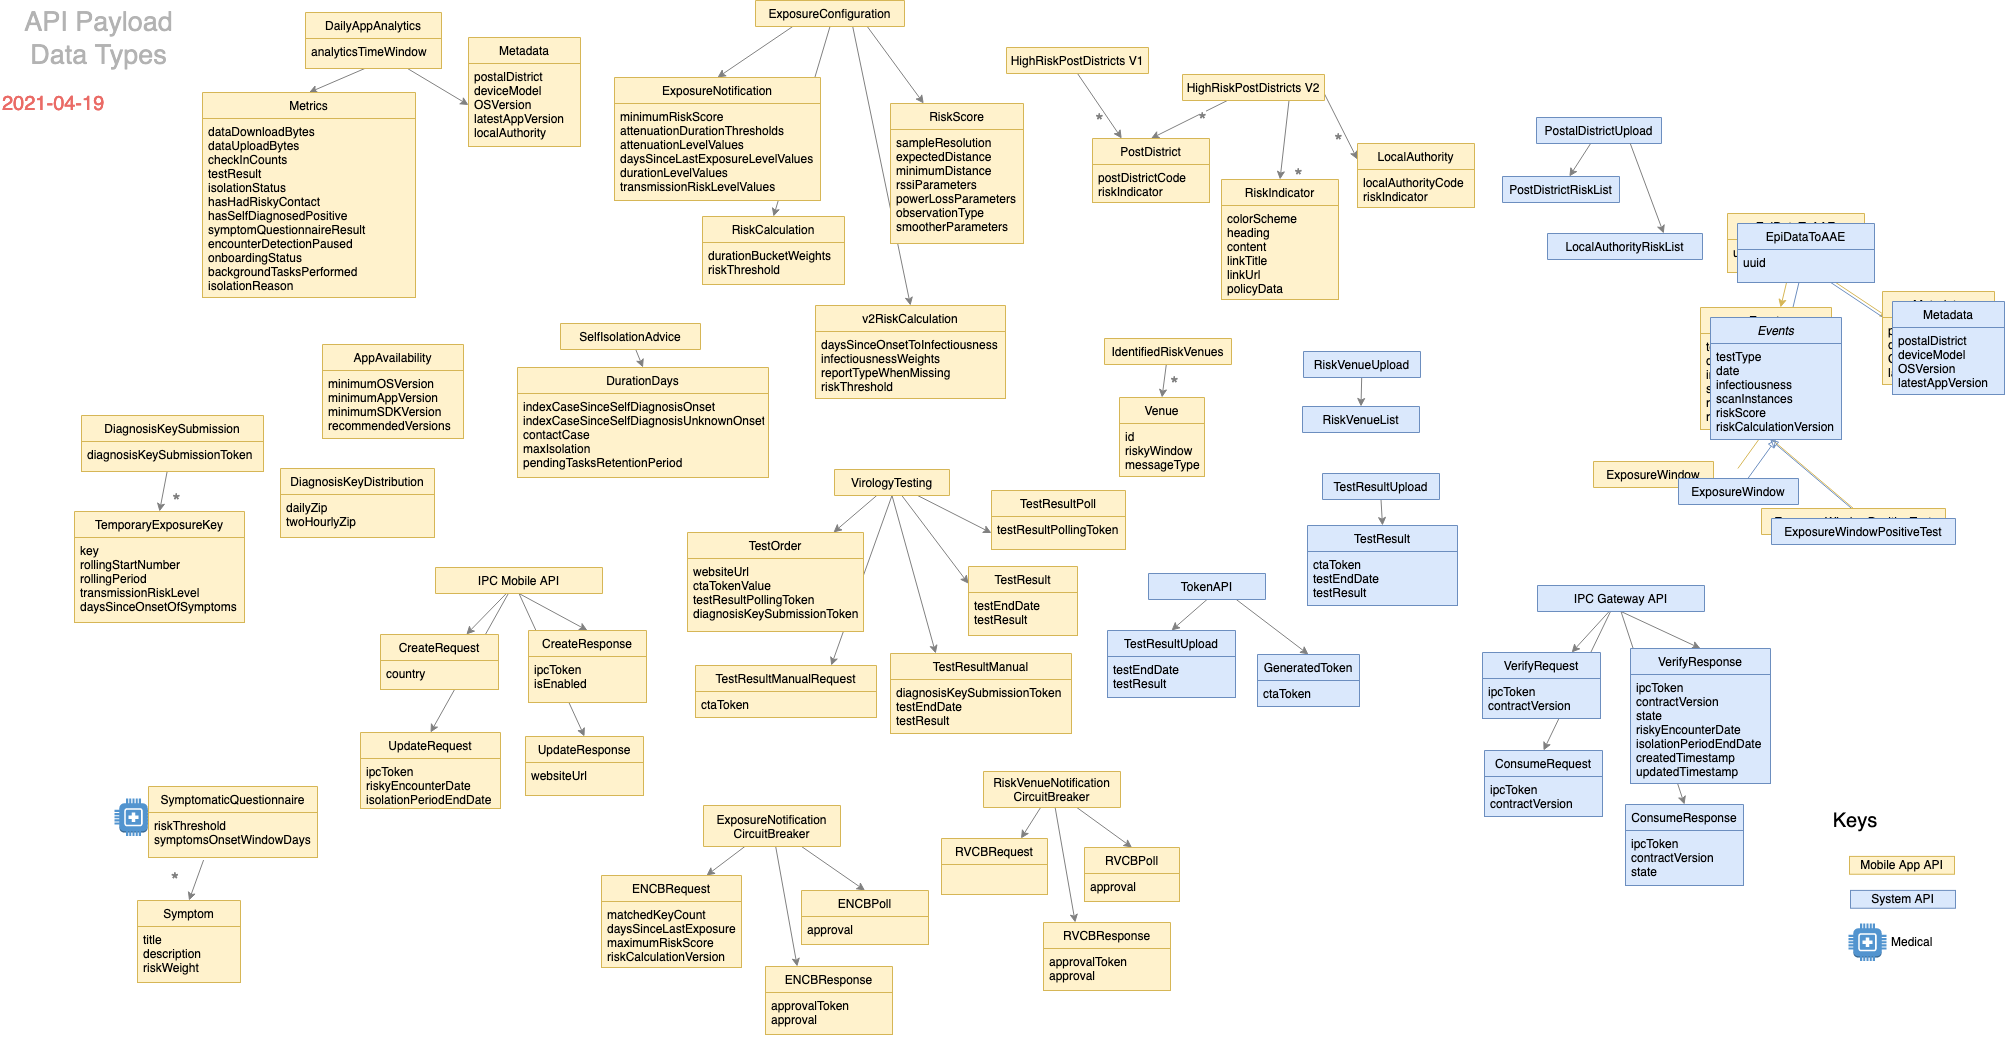 API Payload
Data Types
2021-04-19
DailyAppAnalytics
analyticsTimeWindow
Metadata
postalDistrict
deviceModel
OSVersion
latestAppVersion
localAuthority
Metrics
dataDownloadBytes
dataUploadBytes
checkInCounts
testResult
isolationStatus
hasHadRiskyContact
hasSelfDiagnosedPositive
symptomQuestionnaireResult
encounterDetectionPaused
onboardingStatus
backgroundTasksPerformed
isolationReason
ExposureConfiguration
ExposureNotification
minimumRiskScore
attenuationDurationThresholds
attenuationLevelValues
daysSinceLastExposureLevelValues
durationLevelValues
transmissionRiskLevelValues
RiskScore
sampleResolution
expectedDistance
minimumDistance
rssiParameters
powerLossParameters
observationType
smootherParameters
RiskCalculation
durationBucketWeights
riskThreshold
v2RiskCalculation
daysSinceOnsetToInfectiousness
infectiousnessWeights
reportTypeWhenMissing
riskThreshold
HighRiskPostDistricts V1
*
HighRiskPostDistricts V2
*
*
*
PostDistrict
postDistrictCode
riskIndicator
RiskIndicator
colorScheme
heading
content
linkTitle
linkUrl
policyData
LocalAuthority
localAuthorityCode
riskIndicator
PostalDistrictUpload
PostDistrictRiskList
LocalAuthorityRiskList
EpiDataToAAE
uuid
Events
testType
date
infectiousness
scanInstances
riskScore
riskCalculationVersion
Metadata
postalDistrict
deviceModel
OSVersion
latestAppVersion
ExposureWindow
ExposureWindow
ExposureWindowPositiveTest
SelfIsolationAdvice
DurationDays
indexCaseSinceSelfDiagnosisOnset
indexCaseSinceSelfDiagnosisUnknownOnset
contactCase
maxIsolation
pendingTasksRetentionPeriod
AppAvailability
minimumOSVersion
minimumAppVersion
minimumSDKVersion
recommendedVersions
DiagnosisKeySubmission
diagnosisKeySubmissionToken
*
TemporaryExposureKey
key
rollingStartNumber
rollingPeriod
transmissionRiskLevel
daysSinceOnsetOfSymptoms
DiagnosisKeyDistribution
dailyZip
twoHourlyZip
IdentifiedRiskVenues
*
Venue
id
riskyWindow
messageType
RiskVenueUpload
RiskVenueList
TestResultUpload
TestResult
ctaToken
testEndDate
testResult
VirologyTesting
TestResultPoll
testResultPollingToken
TestOrder
websiteUrl
ctaTokenValue
testResultPollingToken
diagnosisKeySubmissionToken
TestResult
testEndDate
testResult
TestResultManualRequest
ctaToken
TestResultManual
diagnosisKeySubmissionToken
testEndDate
testResult
TokenAPI
TestResultUpload
testEndDate
testResult
GeneratedToken
ctaToken
IPC Mobile API
CreateRequest
country
CreateResponse
ipcToken
isEnabled
UpdateRequest
ipcToken
riskyEncounterDate
isolationPeriodEndDate
UpdateResponse
websiteUrl
IPC Gateway API
VerifyRequest
ipcToken
contractVersion
VerifyResponse
ipcToken
contractVersion
state
riskyEncounterDate
isolationPeriodEndDate
createdTimestamp
updatedTimestamp
ConsumeRequest
ipcToken
contractVersion
ConsumeResponse
ipcToken
contractVersion
state
SymptomaticQuestionnaire
riskThreshold
symptomsOnsetWindowDays
*
Symptom
title
description
riskWeight
ExposureNotification
CircuitBreaker
ENCBRequest
matchedKeyCount
daysSinceLastExposure
maximumRiskScore
riskCalculationVersion
ENCBPoll
approval
ENCBResponse
approvalToken
approval
RiskVenueNotification
CircuitBreaker
RVCBRequest
RVCBPoll
approval
RVCBResponse
approvalToken
approval
Keys
Mobile App API
System API
Medical